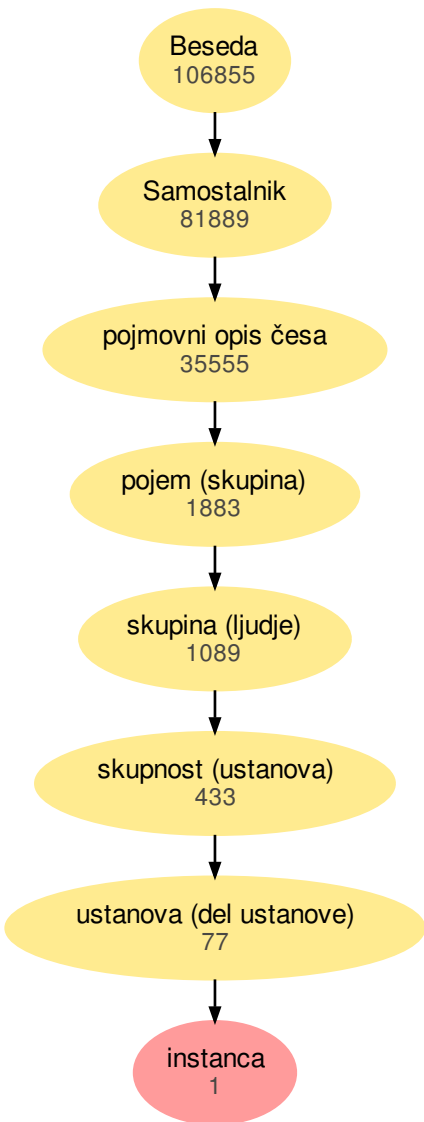 Beseda
106855
Samostalnik
81889
pojmovni opis česa
35555
pojem (skupina)
1883
skupina (ljudje)
1089
skupnost (ustanova)
433
ustanova (del ustanove)
77
instanca
1